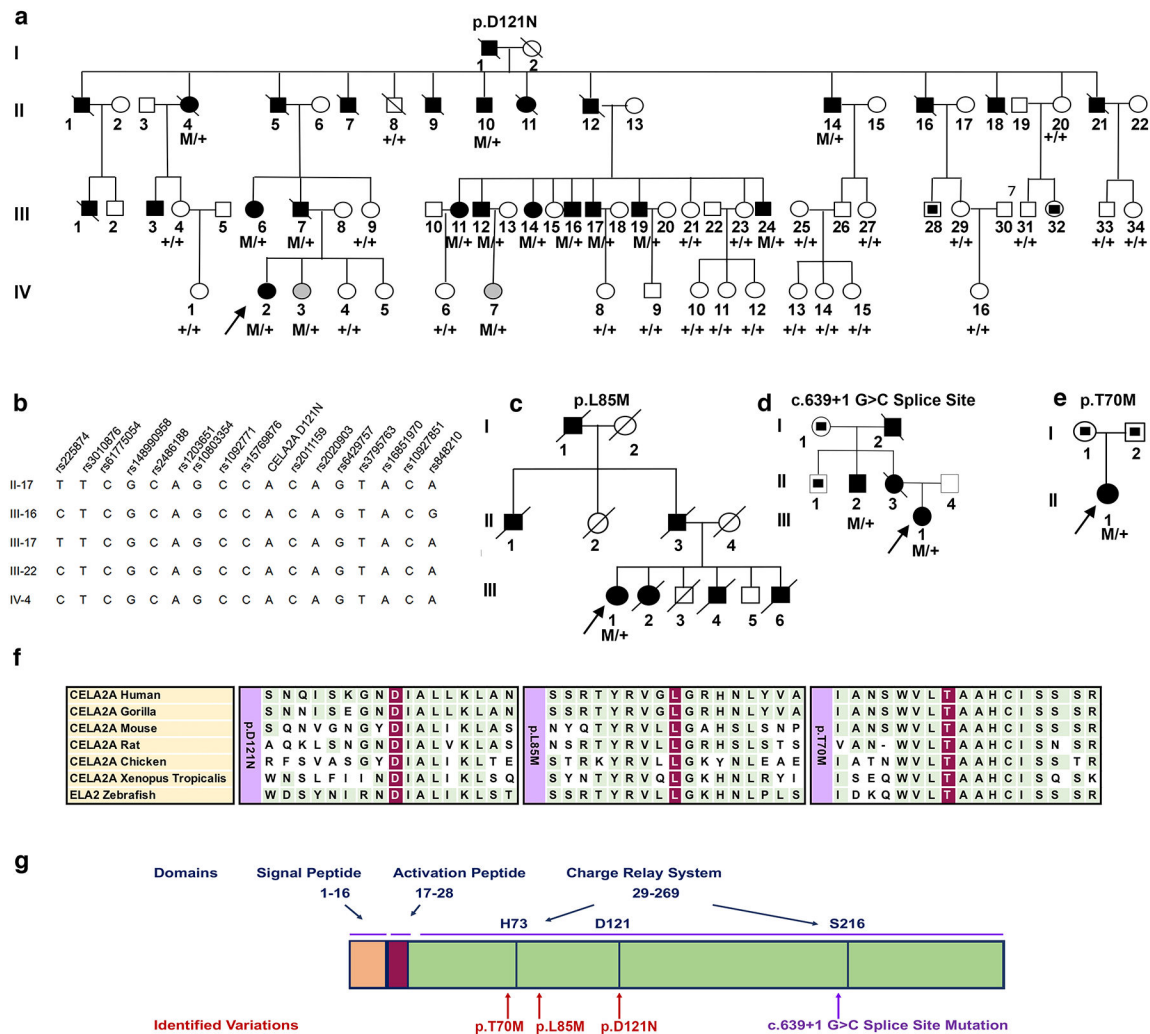 a
p.D121N
I
1 2
II
1 2 3 4 5 6 7 8 9 10 11 12 13 14 15 16 17 18 19 20 21 22
M/+ +/+ M/+ M/+ +/+
7
III
1 2 3 4 5 6 7 8 9 10 11 12 13 14 15 16 17 18 19 20 21 22 23 24 25 26 27 28 29 30 31 32 33 34
+/+ M/+ M/+ +/+ M/+ M/+ M/+ M/+ M/+ M/+ +/+ +/+ M/+ +/+ +/+ +/+ +/+ +/+ +/+
IV
1 2 3 4 5 6 7 8 9 10 11 12 13 14 15 16
+/+ M/+ M/+ +/+ +/+ M/+ +/+ +/+ +/+ +/+ +/+ +/+ +/+ +/+ +/+
b
rs225874
rs3010876
rs61775054
rs148990958
rs2486188
rs1203651
rs10803354
rs1092771
rs15769876
CELA2A D121N
rs2011159
rs2020903
rs6429757
rs3795763
rs16851970
rs10927851
rs848210
II-17 T T C G C A G C C A C A G T A C A
III-16 C T C G C A G C C A C A G T A C G
III-17 T T C G C A G C C A C A G T A C A
III-22 C T C G C A G C C A C A G T A C A
IV-4 C T C G C A G C C A C A G T A C A
c
p.L85M
I
1 2
II
1 2 3 4
III
1 2 3 4 5 6
M/+
d
c.639+1 G>C Splice Site
I
1 2
II
1 2 3 4
M/+
III
1
M/+
e
p.T70M
I
1 2
II
1
M/+
f
CELA2A Human
CELA2A Gorilla
CELA2A Mouse
CELA2A Rat
CELA2A Chicken
CELA2A Xenopus Tropicalis
ELA2 Zebrafish
p.D121N
S N Q I S K G N D I A L L K L A N
S N N I S E G N D I A L L K L A N
S Q N V G N G Y D I A L I K L A S
A Q K L S N G N D I A L V K L A S
R F S V A S G Y D I A L I K L T E
W N S L F I I N D I A L I K L S Q
W D S Y N I R N D I A L I K L S T
p.L85M
S S R T Y R V G L G R H N L Y V A
S S R T Y R V G L G R H N L Y V A
N Y Q T Y R V L L G A H S L S N P
N S R T Y R V L L G R H S L S T S
S T R K Y R V L L G K Y N L E A E
S Y N T Y R V Q L G K H N L R Y I
S S R T Y R V L L G K H N L P L S
p.T70M
I A N S W V L T A A H C I S S S R
I A N S W V L T A A H C I S S S R
I A N S W V L T A A H C I S S S R
V A N - W V L T A A H C I S N S R
I A T N W V L T A A H C I S S T R
I S E Q W V L T A A H C I S Q S K
I D K Q W V L T A A H C I S S S R
g
Domains
Signal Peptide
1-16
Activation Peptide
17-28
Charge Relay System
29-269
H73 D121 S216
Identified Variations
p.T70M p.L85M p.D121N c.639+1 G>C Splice Site Mutation